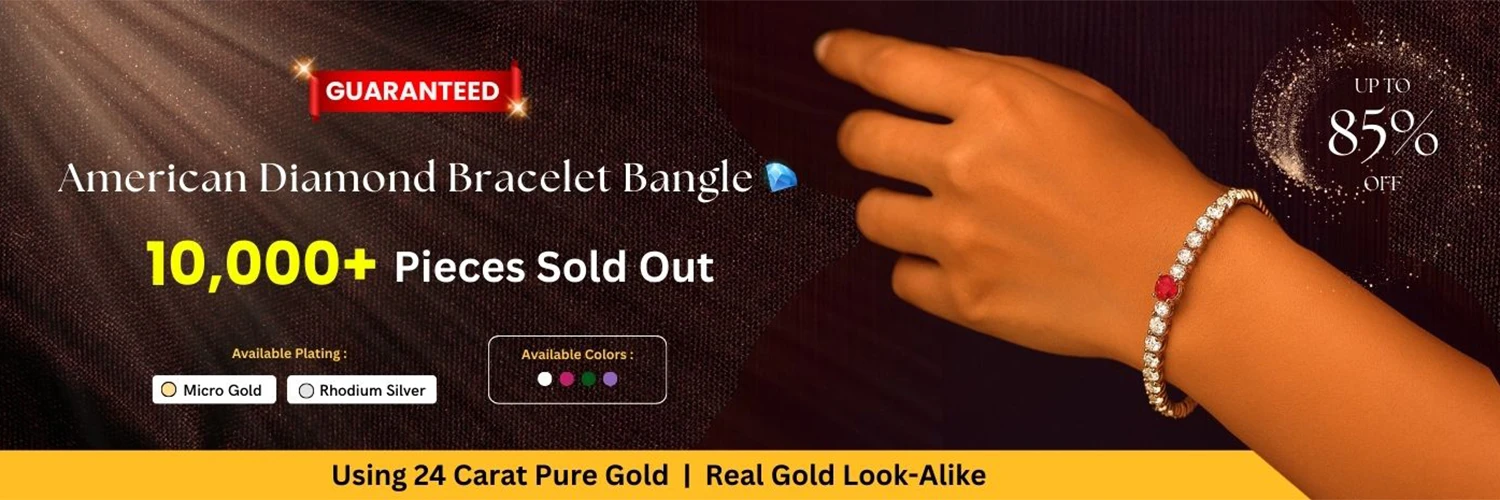 GUARANTEED
American Diamond Bracelet Bangle
10,000+ Pieces Sold Out
Available Plating :
Micro Gold
Rhodium Silver
Available Colors :
UP TO
85%
OFF
Using 24 Carat Pure Gold | Real Gold Look-Alike